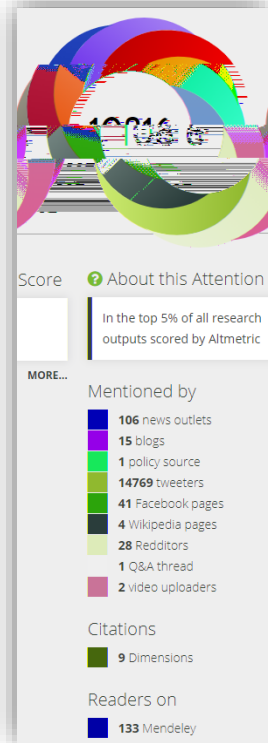 Score
? About this Attention
In the top 5% of all research
outputs scored by Altmetric
MORE...
Mentioned by
106 news outlets
15 blogs
1 policy source
14769 tweeters
41 Facebook pages
4 Wikipedia pages
28 Redditors
1 Q&A thread
2 video uploaders
Citations
9 Dimensions
Readers on
133 Mendeley